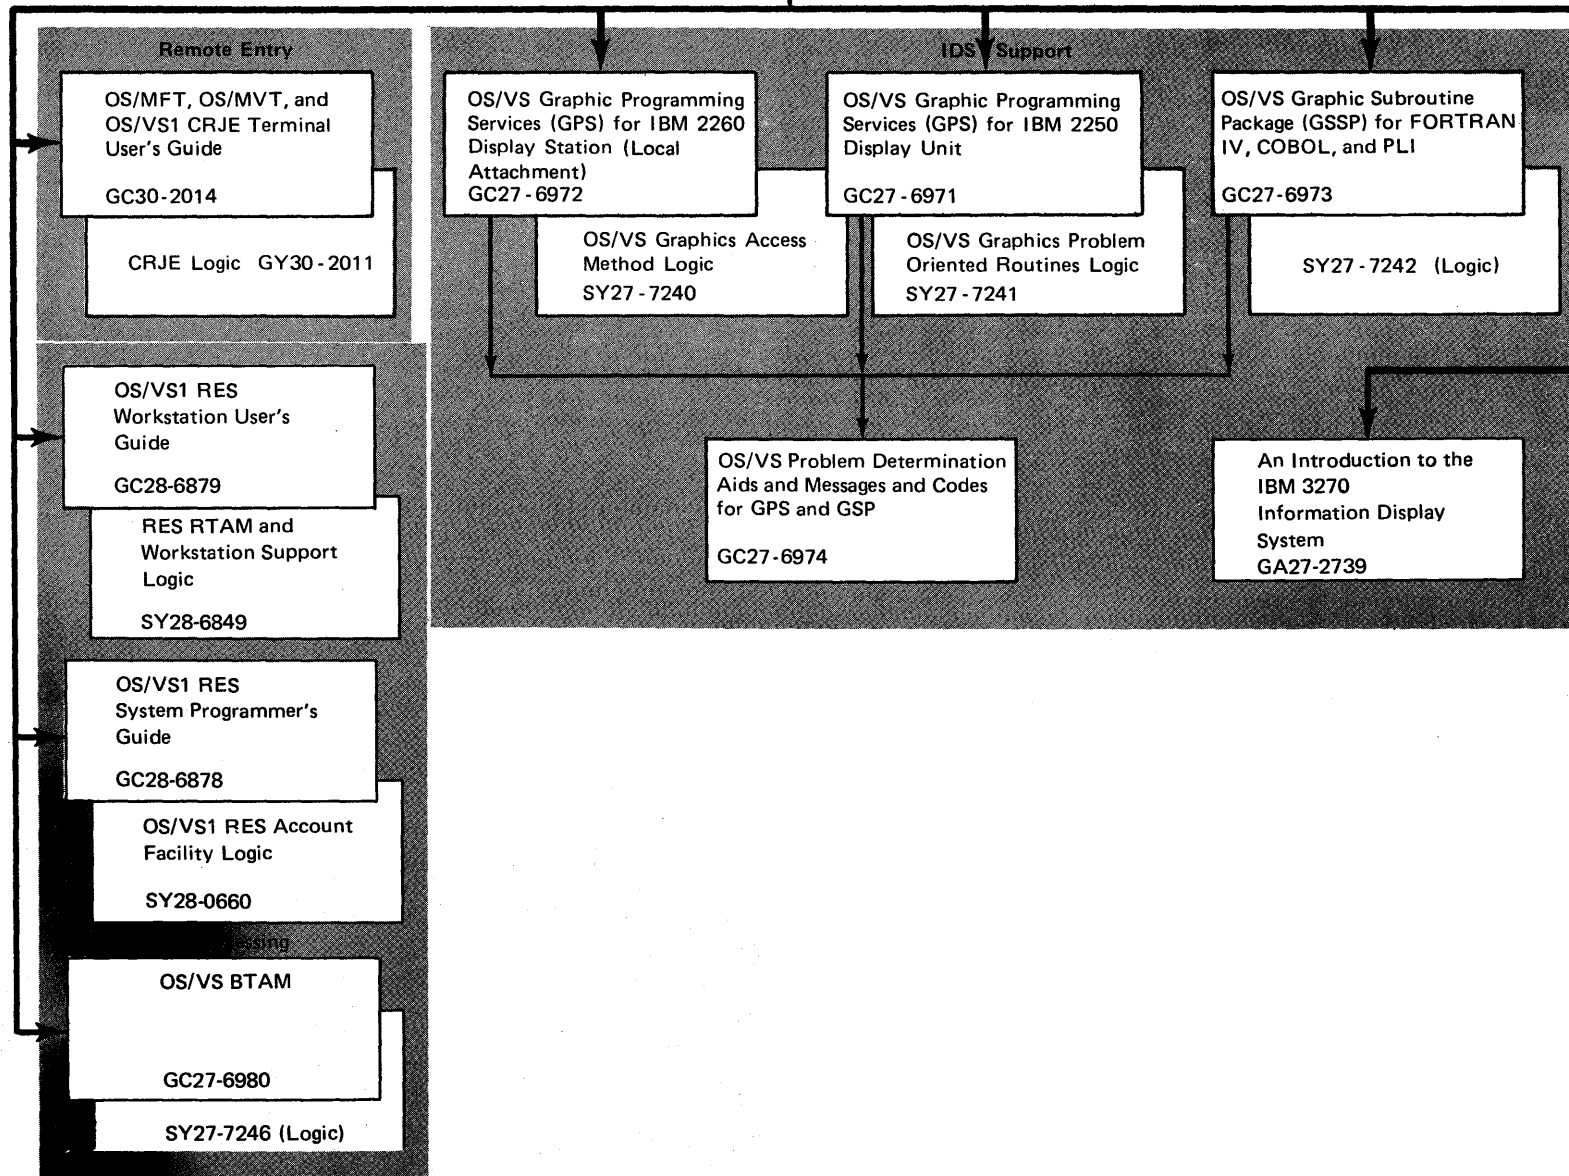 Remote Entry
OS/MFT, OS/MVT, and
OS/VS1 CRJE Terminal
User's Guide
GC30-2014
CRJE Logic GY30-2011
OS/VS1 RES
Workstation User's
Guide
GC28-6879
RES RTAM and
Workstation Support
Logic
SY28-6849
OS/VS1 RES
System Programmer's
Guide
GC28-6878
OS/VS1 RES Account
Facility Logic
SY28-0660
OS/VS BTAM
GC27-6980
SY27-7246 (Logic)
IDS Support
OS/VS Graphic Programming
Services (GPS) for IBM 2260
Display Station (Local
Attachment)
GC27-6972
OS/VS Graphics Access
Method Logic
SY27-7240
OS/VS Graphic Programming
Services (GPS) for IBM 2250
Display Unit
GC27-6971
OS/VS Graphics Problem
Oriented Routines Logic
SY27-7241
OS/VS Graphic Subroutine
Package (GSSP) for FORTRAN
IV, COBOL, and PLI
GC27-6973
SY27-7242 (Logic)
OS/VS Problem Determination
Aids and Messages and Codes
for GPS and GSP
GC27-6974
An Introduction to the
IBM 3270
Information Display
System
GA27-2739